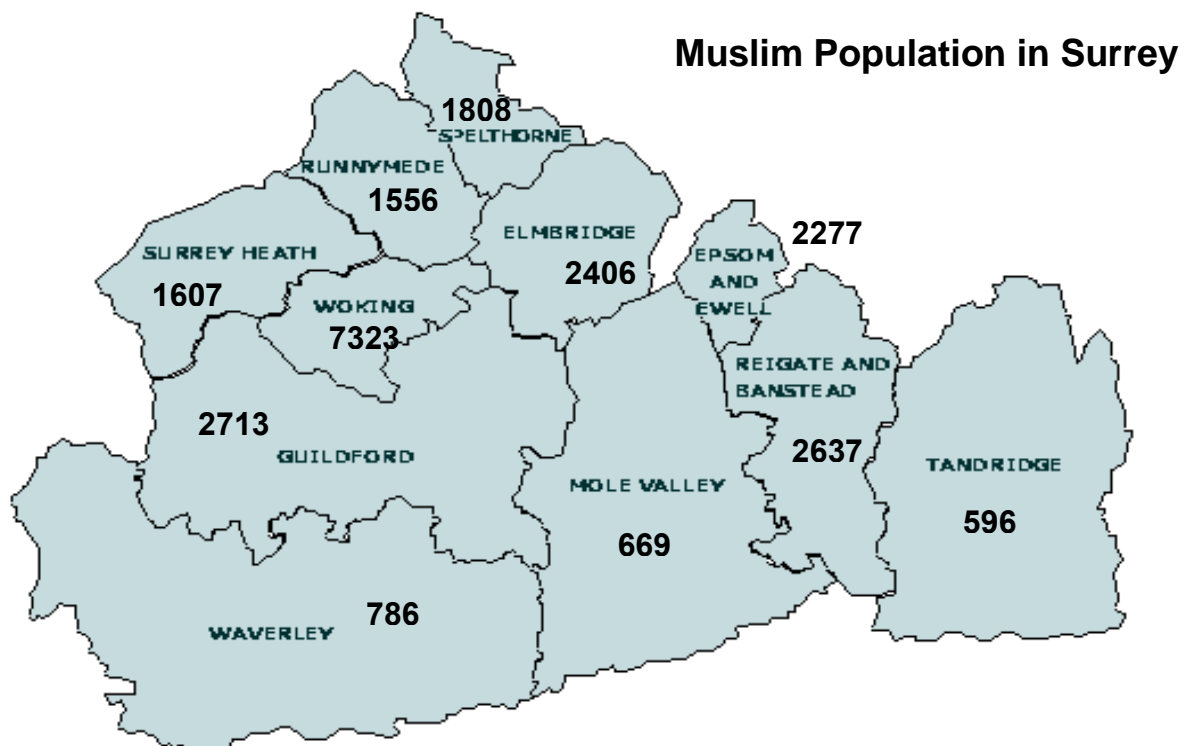 Muslim Population in Surrey
1808
SPELTHORNE
RUNNYMEDE
1556
ELMBRIDGE
2406
2277
EPSOM
AND
EWELL
SURREY HEATH
1607
WOKING
7323
REIGATE AND
BANSTEAD
2637
2713
GUILDFORD
MOLE VALLEY
669
TANDRIDGE
596
WAVERLEY
786